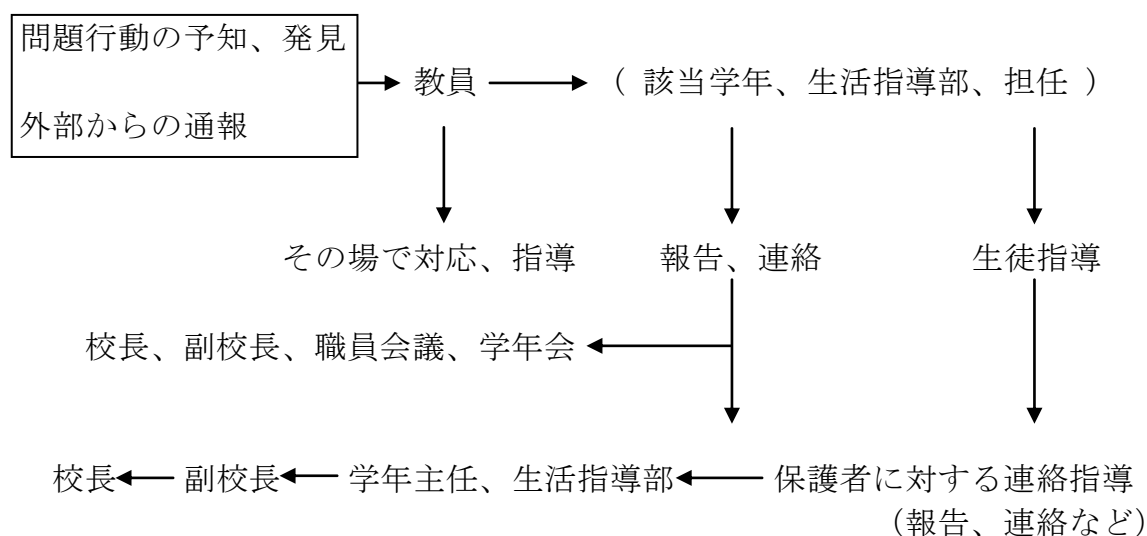 問題行動の予知、発見
外部からの通報
教員
（ 該当学年、生活指導部、担任 ）
その場で対応、指導
報告、連絡
生徒指導
校長、副校長、職員会議、学年会
校長
副校長
学年主任、生活指導部
保護者に対する連絡指導
（報告、連絡など）